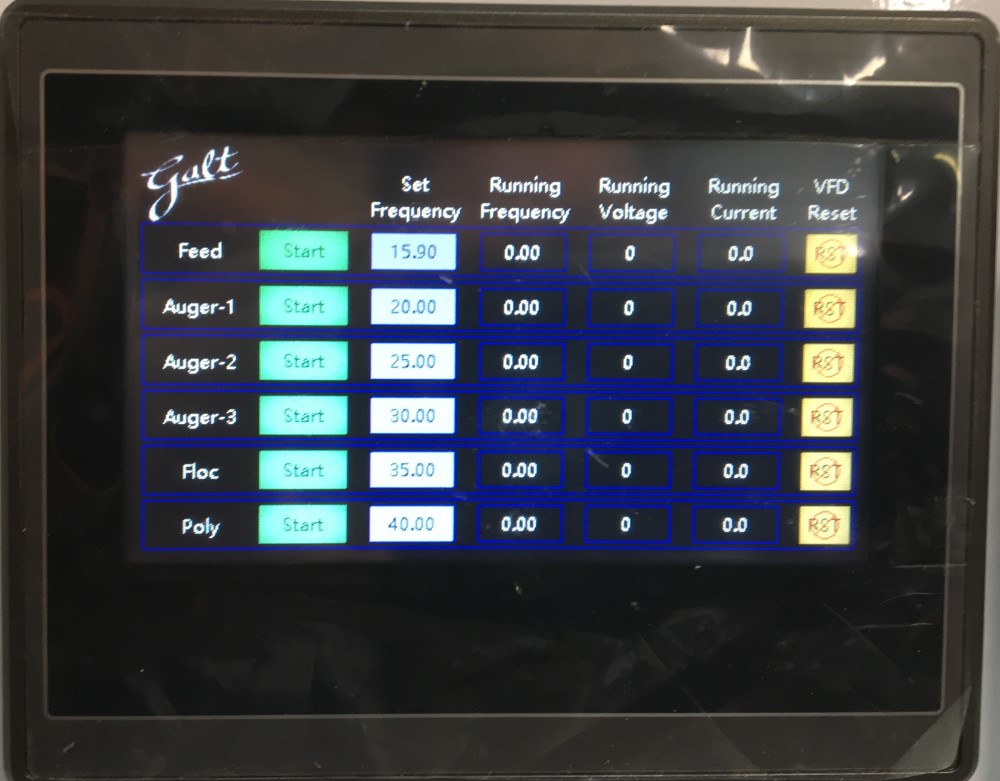 Galt
Set Running Running Running VFD
Frequency Frequency Voltage Current Reset
Feed Start 15.90 0.00 0 0.0 RST
Auger-1 Start 20.00 0.00 0 0.0 RST
Auger-2 Start 25.00 0.00 0 0.0 RST
Auger-3 Start 30.00 0.00 0 0.0 RST
Floc Start 35.00 0.00 0 0.0 RST
Poly Start 40.00 0.00 0 0.0 RST